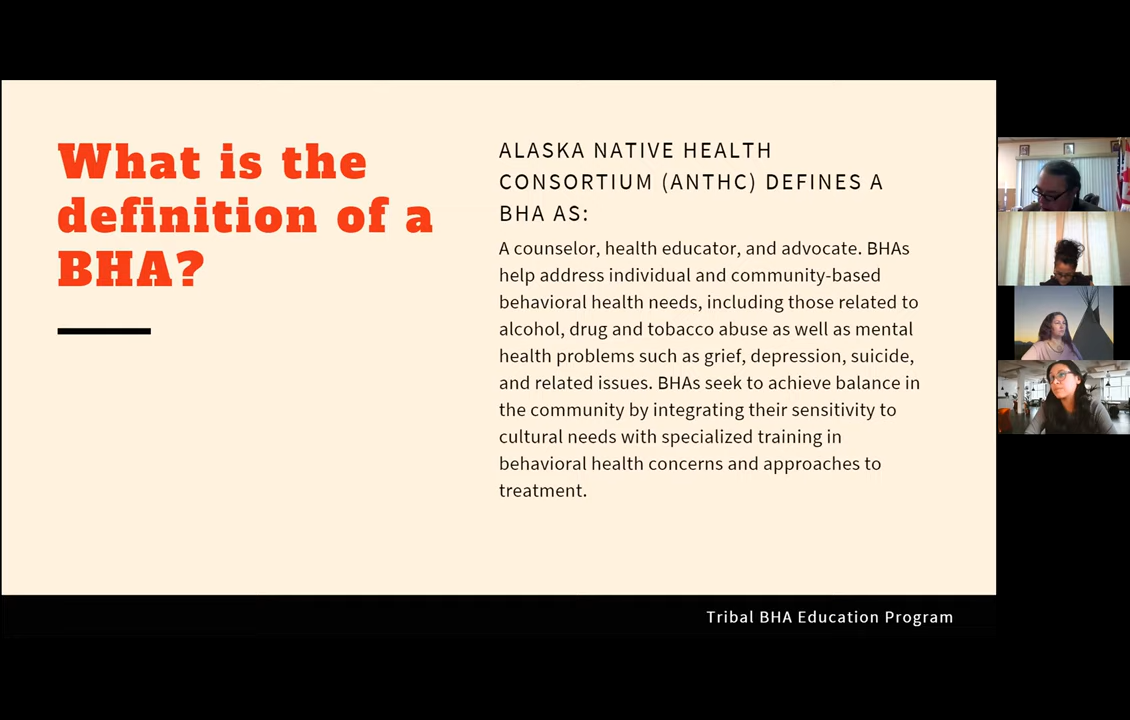 What is the
definition of a
BHA?
ALASKA NATIVE HEALTH
CONSORTIUM (ANTHC) DEFINES A
BHA AS:
A counselor, health educator, and advocate. BHAs
help address individual and community-based
behavioral health needs, including those related to
alcohol, drug and tobacco abuse as well as mental
health problems such as grief, depression, suicide,
and related issues. BHAs seek to achieve balance in
the community by integrating their sensitivity to
cultural needs with specialized training in
behavioral health concerns and approaches to
treatment.
Tribal BHA Education Program